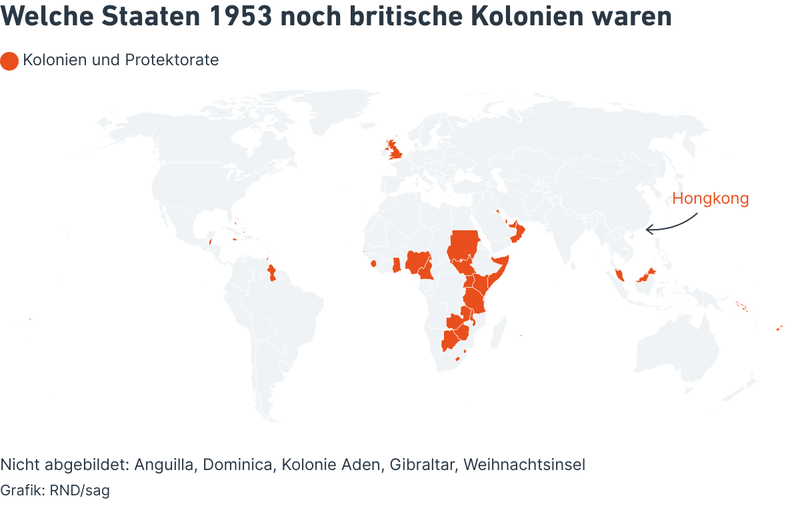 Welche Staaten 1953 noch britische Kolonien waren
Kolonien und Protektorate
Hongkong
Nicht abgebildet: Anguilla, Dominica, Kolonie Aden, Gibraltar, Weihnachtsinsel
Grafik: RND/sag